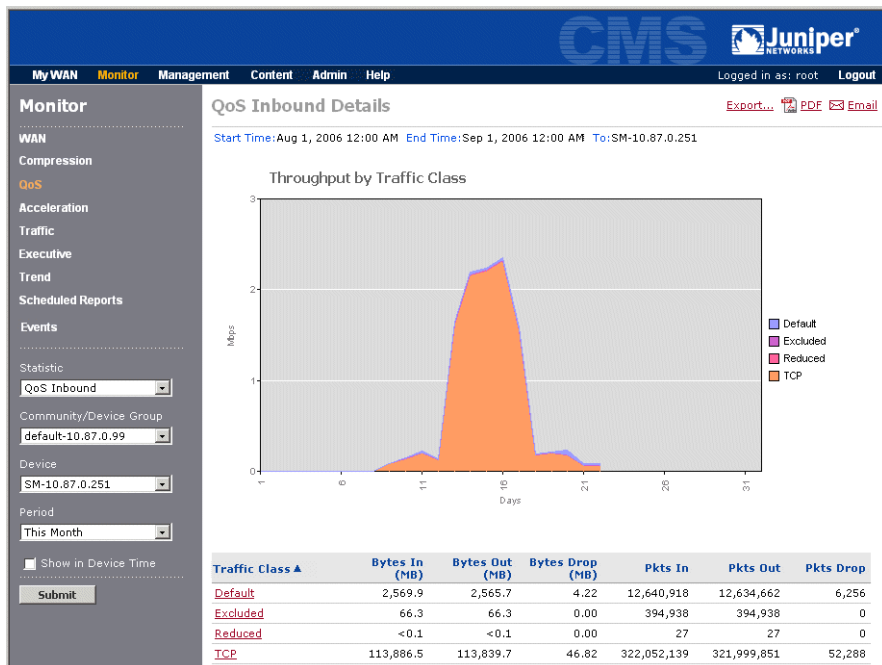 CMS
Juniper®
NETWORKS
My WAN Monitor Management Content Admin Help Logged in as: root Logout
Monitor
WAN
Compression
QoS
Acceleration
Traffic
Executive
Trend
Scheduled Reports
Events
Statistic
QoS Inbound
Community/Device Group
default-10.87.0.99
Device
SM-10.87.0.251
Period
This Month
Show in Device Time
Submit
QoS Inbound Details
Export... PDF Email
Start Time:Aug 1, 2006 12:00 AM End Time:Sep 1, 2006 12:00 AM To:SM-10.87.0.251
Throughput by Traffic Class
3
2
1
0
Mbps
1 6 11 16 21 26 31
Days
Default
Excluded
Reduced
TCP
Traffic Class ▲ Bytes In (MB) Bytes Out (MB) Bytes Drop (MB) Pkts In Pkts Out Pkts Drop
Default 2,569.9 2,565.7 4.22 12,640,918 12,634,662 6,256
Excluded 66.3 66.3 0.00 394,938 394,938 0
Reduced <0.1 <0.1 0.00 27 27 0
TCP 113,886.5 113,839.7 46.82 322,052,139 321,999,851 52,288